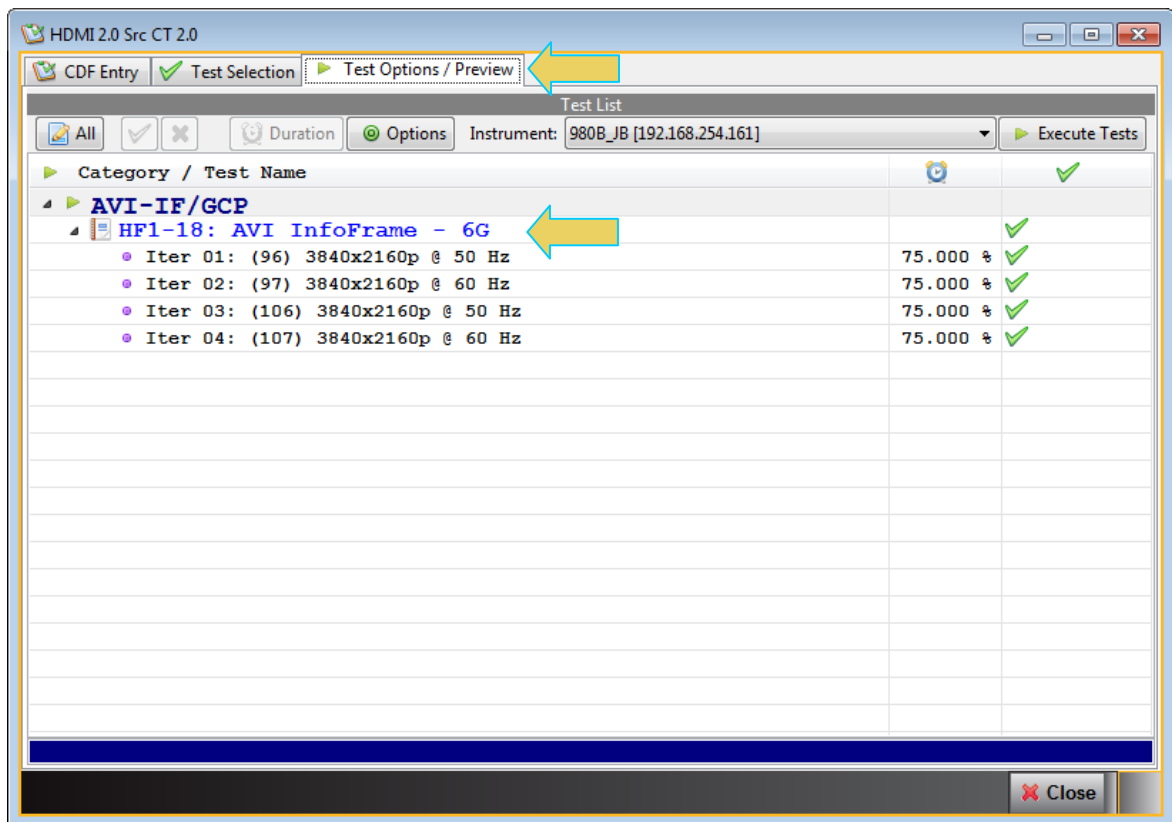 HDMI 2.0 Src CT 2.0
CDF Entry Test Selection Test Options / Preview
Test List
All Duration Options Instrument: 980B_JB [192.168.254.161] Execute Tests
Category / Test Name
AVI-IF/GCP
HF1-18: AVI InfoFrame - 6G
Iter 01: (96) 3840x2160p @ 50 Hz 75.000 %
Iter 02: (97) 3840x2160p @ 60 Hz 75.000 %
Iter 03: (106) 3840x2160p @ 50 Hz 75.000 %
Iter 04: (107) 3840x2160p @ 60 Hz 75.000 %
Close